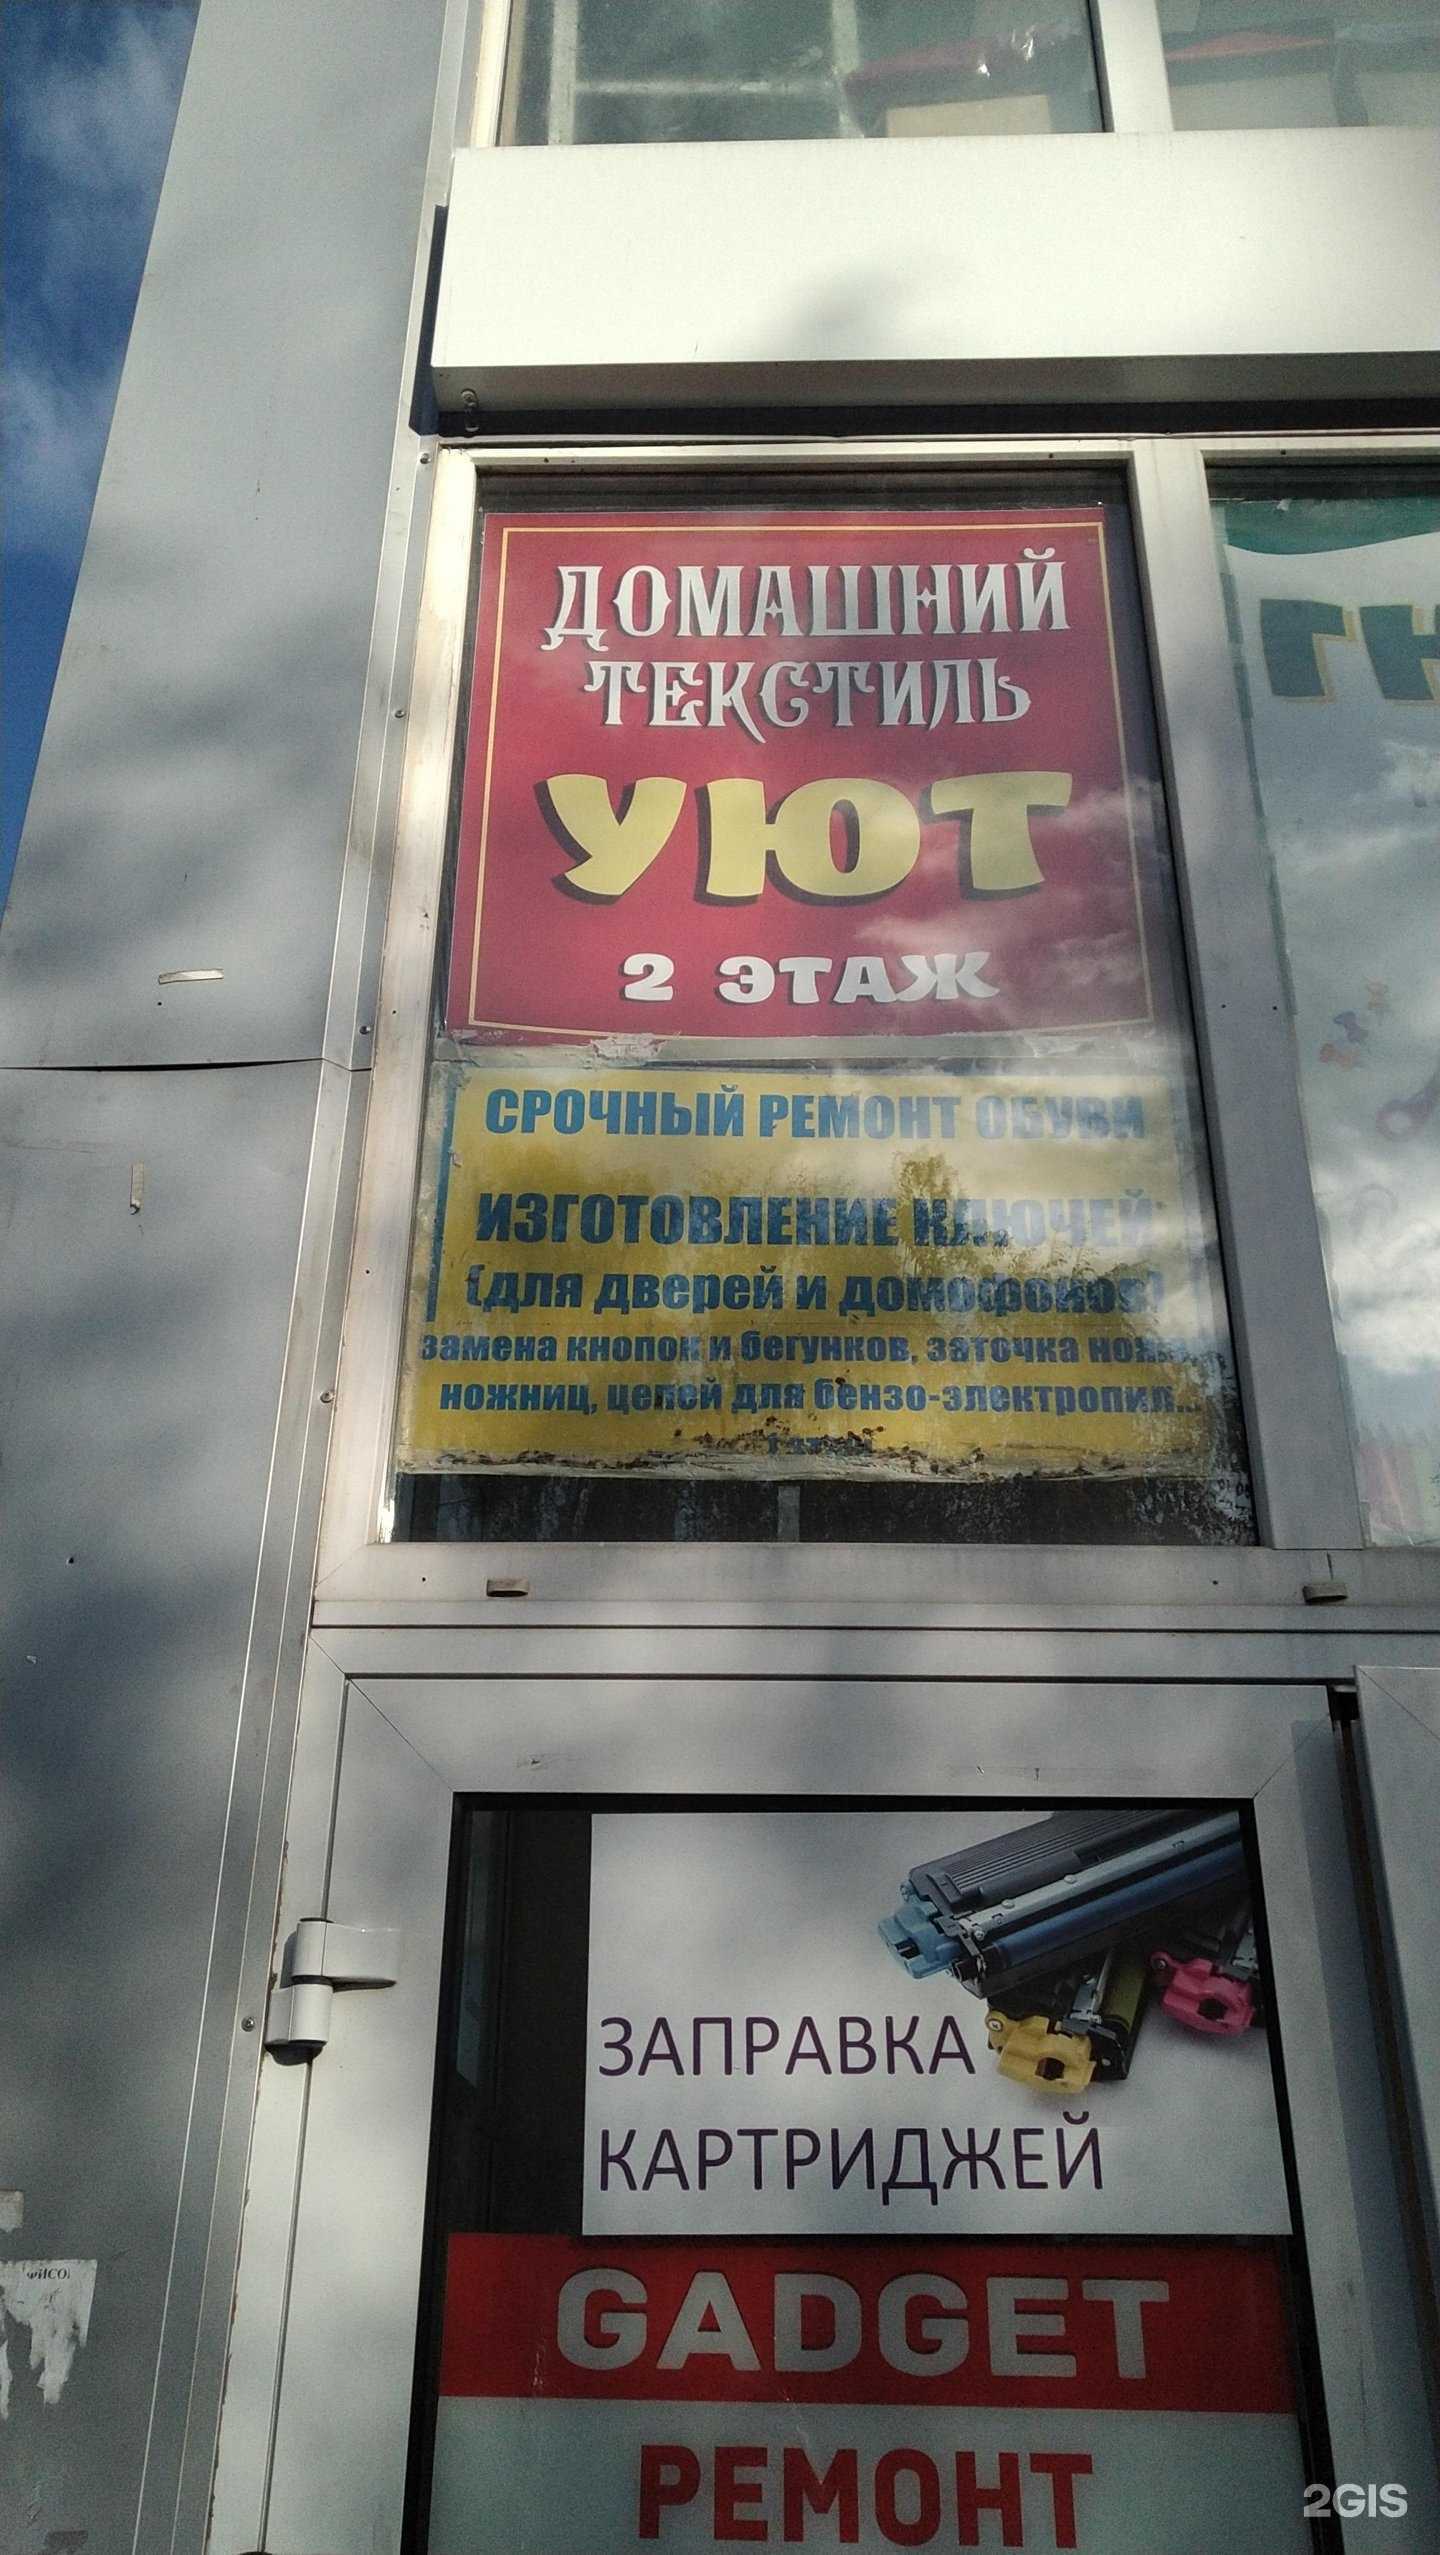 ДОМАШНИЙ
ТЕКСТИЛЬ
УЮТ
2 ЭТАЖ
СРОЧНЫЙ РЕМОНТ ОБУВИ
ИЗГОТОВЛЕНИЕ КЛЮЧЕЙ
(для дверей и домофонов)
замена кнопок и бегунков, заточка
ножниц, цепей для бензо-электропил...
ЗАПРАВКА
КАРТРИДЖЕЙ
GADGET
РЕМОНТ
2GIS